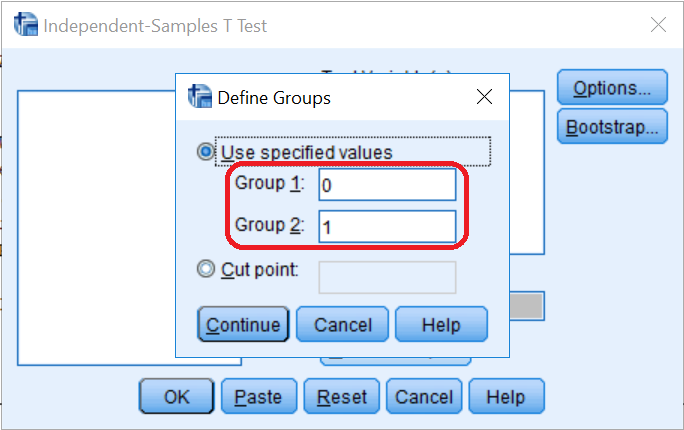 Independent-Samples T Test
Options...
Define Groups
Bootstrap...
Use specified values
Group 1: 0
Group 2: 1
Cut point:
Continue Cancel Help
OK Paste Reset Cancel Help